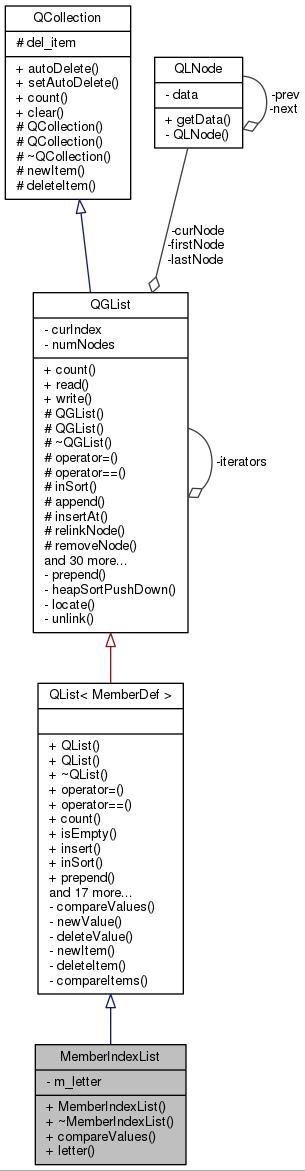 QCollection
# del_item
+ autoDelete()
+ setAutoDelete()
+ count()
+ clear()
# QCollection()
# QCollection()
# ~QCollection()
# newItem()
# deleteItem()
QLNode
- data
+ getData()
- QLNode()
-prev
-next
-curNode
-firstNode
-lastNode
QGList
- curIndex
- numNodes
+ count()
+ read()
+ write()
# QGList()
# QGList()
# ~QGList()
# operator=()
# operator==()
# inSort()
# append()
# insertAt()
# relinkNode()
# removeNode()
and 30 more...
- prepend()
- heapSortPushDown()
- locate()
- unlink()
-iterators
QList< MemberDef >
+ QList()
+ QList()
+ ~QList()
+ operator=()
+ operator==()
+ count()
+ isEmpty()
+ insert()
+ inSort()
+ prepend()
and 17 more...
- compareValues()
- newValue()
- deleteValue()
- newItem()
- deleteItem()
- compareItems()
MemberIndexList
- m_letter
+ MemberIndexList()
+ ~MemberIndexList()
+ compareValues()
+ letter()